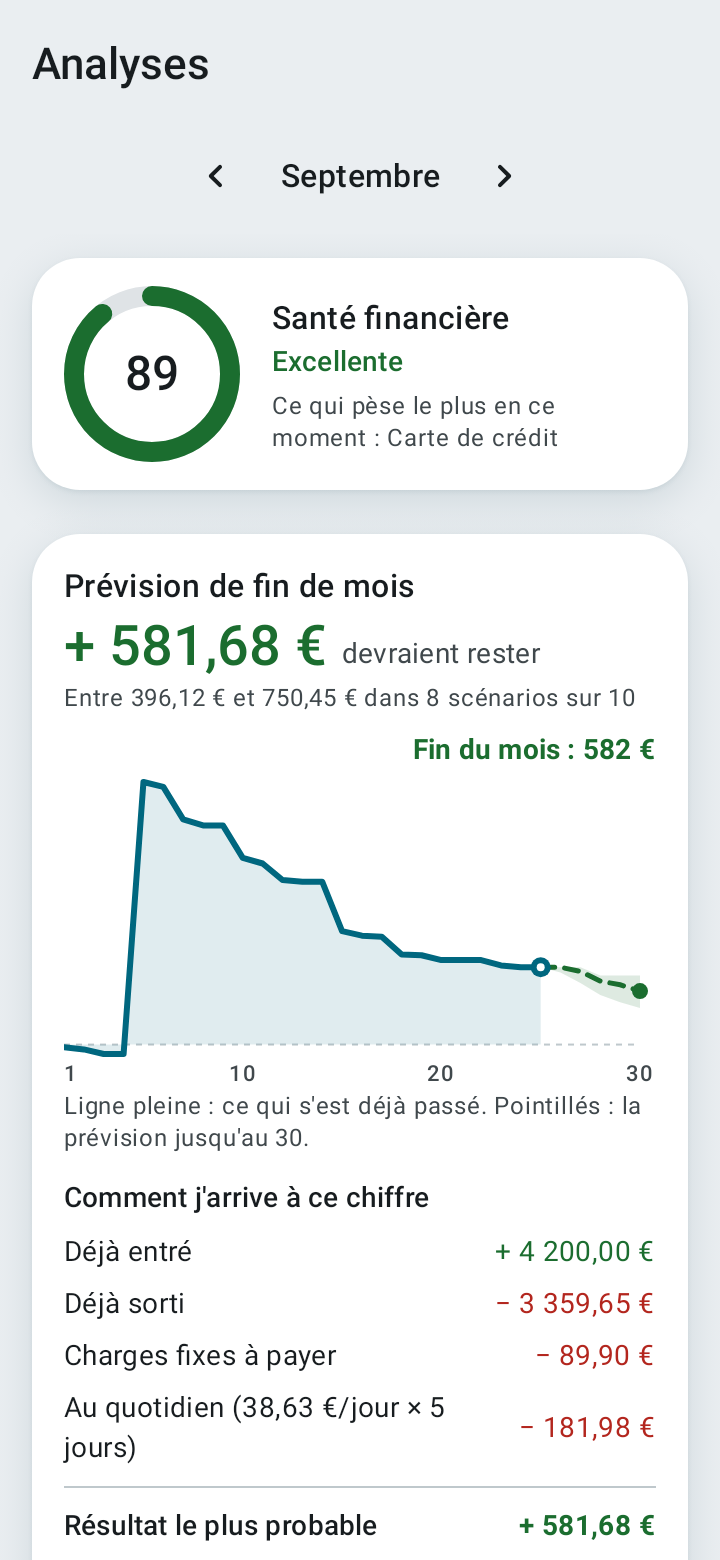 Analyses
Septembre
89
Santé financière
Excellente
Ce qui pèse le plus en ce
moment : Carte de crédit
Prévision de fin de mois
+ 581,68 € devraient rester
Entre 396,12 € et 750,45 € dans 8 scénarios sur 10
Fin du mois : 582 €
1 10 20 30
Ligne pleine : ce qui s'est déjà passé. Pointillés : la
prévision jusqu'au 30.
Comment j'arrive à ce chiffre
Déjà entré + 4 200,00 €
Déjà sorti − 3 359,65 €
Charges fixes à payer − 89,90 €
Au quotidien (38,63 €/jour × 5
jours) − 181,98 €
Résultat le plus probable + 581,68 €